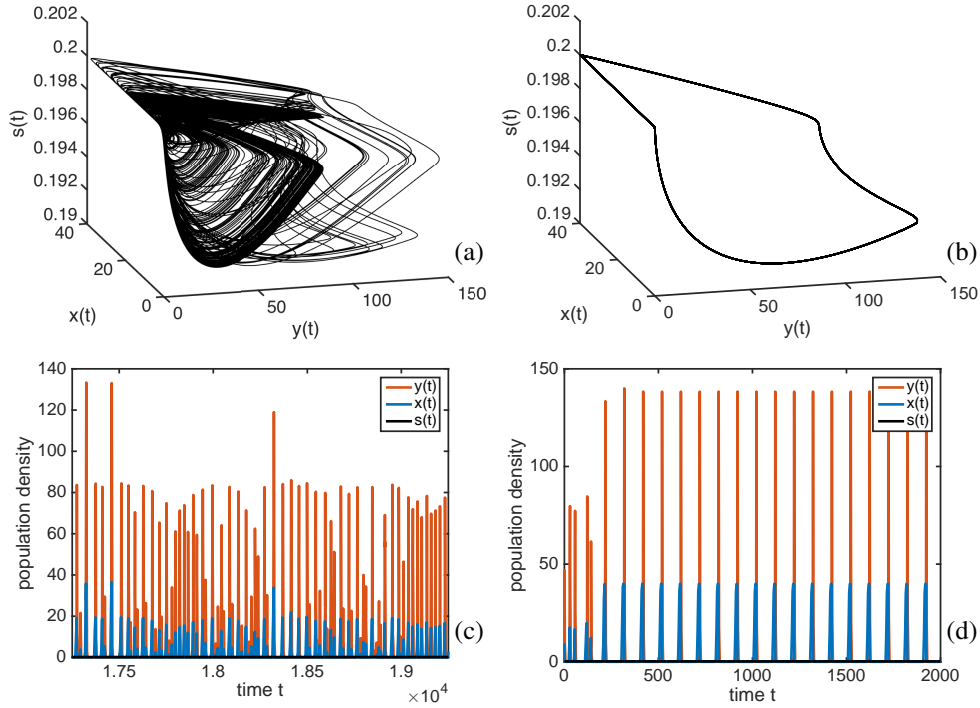 0.202
0.2
0.198
0.196
0.194
0.192
0.19
s(t)
40
20
0
x(t)
0
50
100
150
y(t)
(a)
0.202
0.2
0.198
0.196
0.194
0.192
0.19
s(t)
40
20
0
x(t)
0
50
100
150
y(t)
(b)
140
120
100
80
60
40
20
0
population density
y(t)
x(t)
s(t)
(c)
1.75
1.8
1.85
1.9
time t
×10⁴
150
100
50
0
population density
y(t)
x(t)
s(t)
(d)
0
500
1000
1500
2000
time t